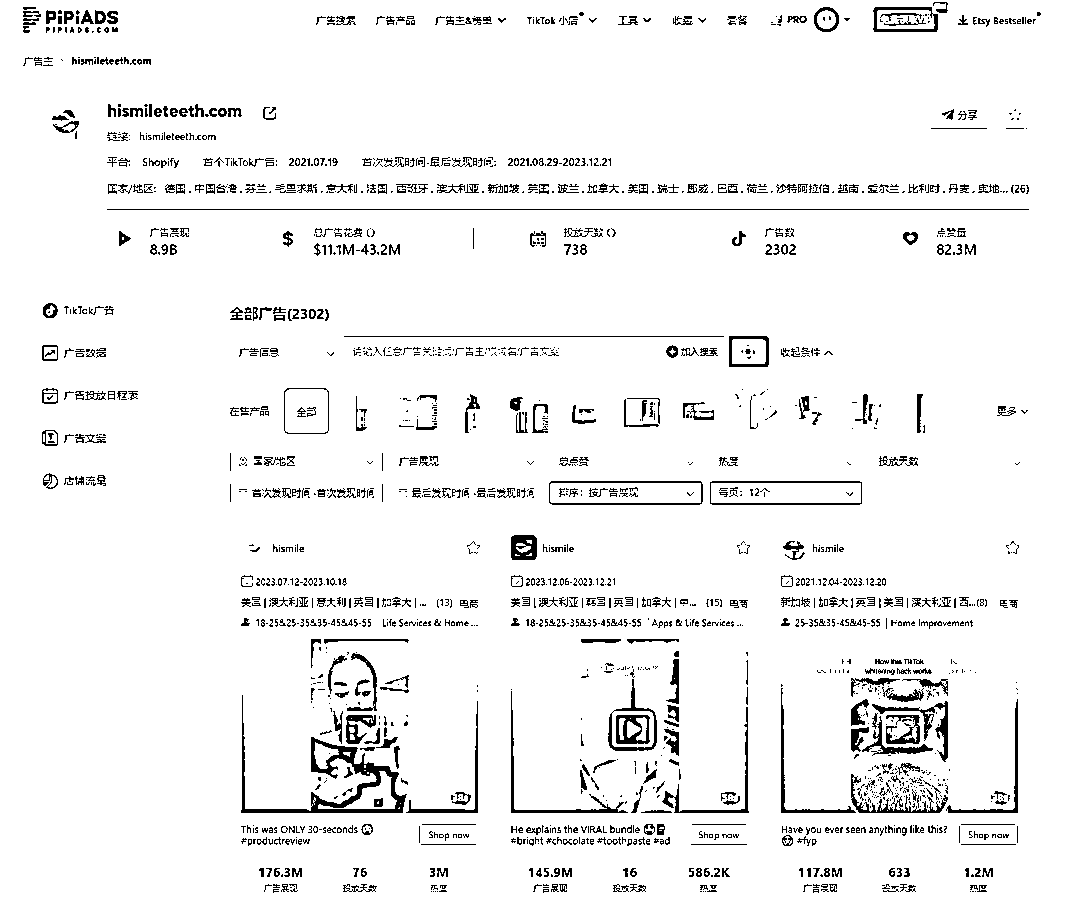 PiPiADS
PIPIADS.COM
广告搜索 广告产品 广告主&榜单 TikTok 小店 工具 收藏 套餐 PRO Etsy Bestseller
广告主 hismileteeth.com
hismileteeth.com
分享
链接: hismileteeth.com
平台: Shopify 首个TikTok广告: 2021.07.19 首次发现时间-最后发现时间: 2021.08.29-2023.12.21
国家/地区: 德国 , 中国台湾 , 芬兰 , 毛里求斯 , 意大利 , 法国 , 西班牙 , 澳大利亚 , 新加坡 , 英国 , 波兰 , 加拿大 , 美国 , 瑞士 , 挪威 , 巴西 , 荷兰 , 沙特阿拉伯 , 越南 , 爱尔兰 , 比利时 , 丹麦 , 奥地... (26)
广告展现 总广告花费 投放天数 广告数 点赞量
8.9B $11.1M-43.2M 738 2302 82.3M
TikTok广告
广告数据
广告投放日程表
广告文案
店铺流量
全部广告(2302)
广告信息 请输入任意广告关键点/广告主/域名/广告文案 加入搜索 收起条件
在售产品 全部 更多
国家/地区 广告展现 总点赞 热度 投放天数
首次发现时间 -首次发现时间 最后发现时间 -最后发现时间 排序: 按广告展现 每页: 12个
hismile
2023.07.12-2023.10.18
美国 | 澳大利亚 | 意大利 | 英国 | 加拿大 | ... (13) 电商
18-25&25-35&35-45&45-55 Life Services & Home ...
This was ONLY 30-seconds
#productreview
Shop now
176.3M 76 3M
广告展现 投放天数 热度
hismile
2023.12.06-2023.12.21
美国 | 澳大利亚 | 韩国 | 英国 | 加拿大 | 中... (15) 电商
18-25&25-35&35-45&45-55 | Apps & Life Services ...
He explains the VIRAL bundle
#bright #chocolate #toothpaste #ad
Shop now
145.9M 16 586.2K
广告展现 投放天数 热度
hismile
2021.12.04-2023.12.20
新加坡 | 加拿大 | 英国 | 美国 | 澳大利亚 | 西...(8) 电商
25-35&35-45&45-55 | Home Improvement
How this TikTok
whitening hack works
Have you ever seen anything like this?
#fyp
Shop now
117.8M 633 1.2M
广告展现 投放天数 热度